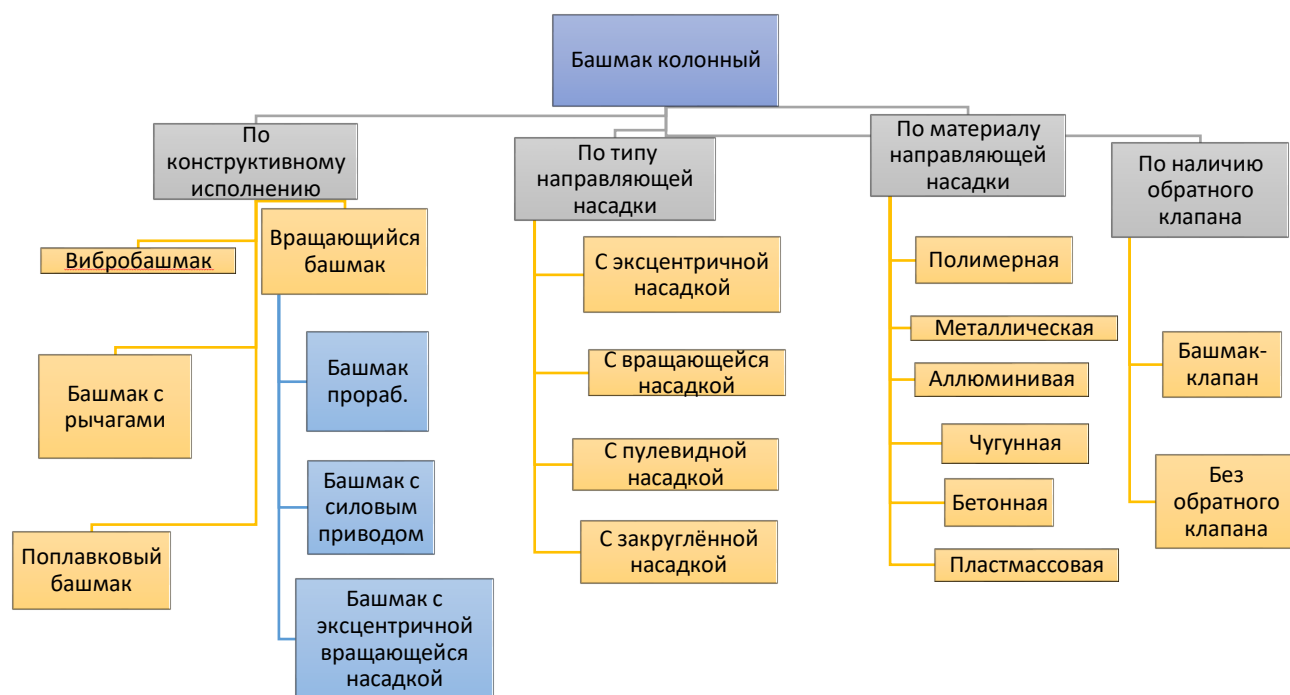 Башмак колонный
По
конструктивному
исполнению
Вибробашмак
Вращающийся
башмак
Башмак с
рычагами
Поплавковый
башмак
Башмак
прораб.
Башмак с
силовым
приводом
Башмак с
эксцентричной
вращающейся
насадкой
По типу
направляющей
насадки
С эксцентричной
насадкой
С вращающейся
насадкой
С пулевидной
насадкой
С закруглённой
насадкой
По материалу
направляющей
насадки
Полимерная
Металлическая
Аллюминивая
Чугунная
Бетонная
Пластмассовая
По наличию
обратного
клапана
Башмак-
клапан
Без
обратного
клапана